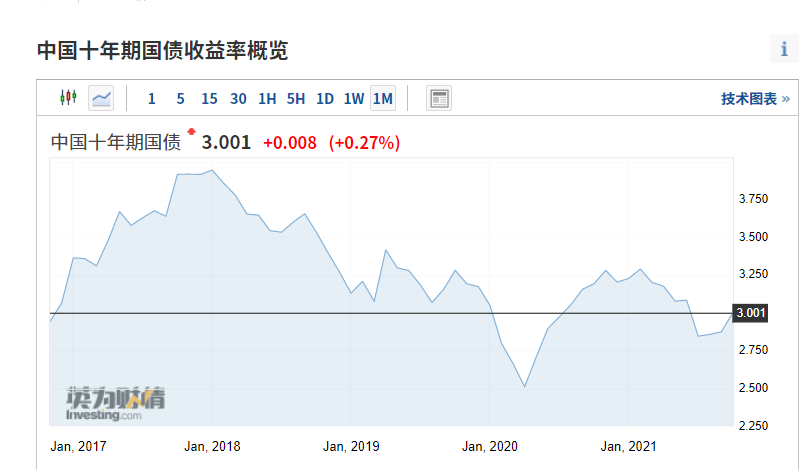 中国十年期国债收益率概览
i
1 5 15 30 1H 5H 1D 1W 1M 技术图表 »
中国十年期国债 3.001 +0.008 (+0.27%)
3.750
3.500
3.250
3.001
2.750
2.500
2.250
英为财情
Investing.com
Jan, 2017 Jan, 2018 Jan, 2019 Jan, 2020 Jan, 2021